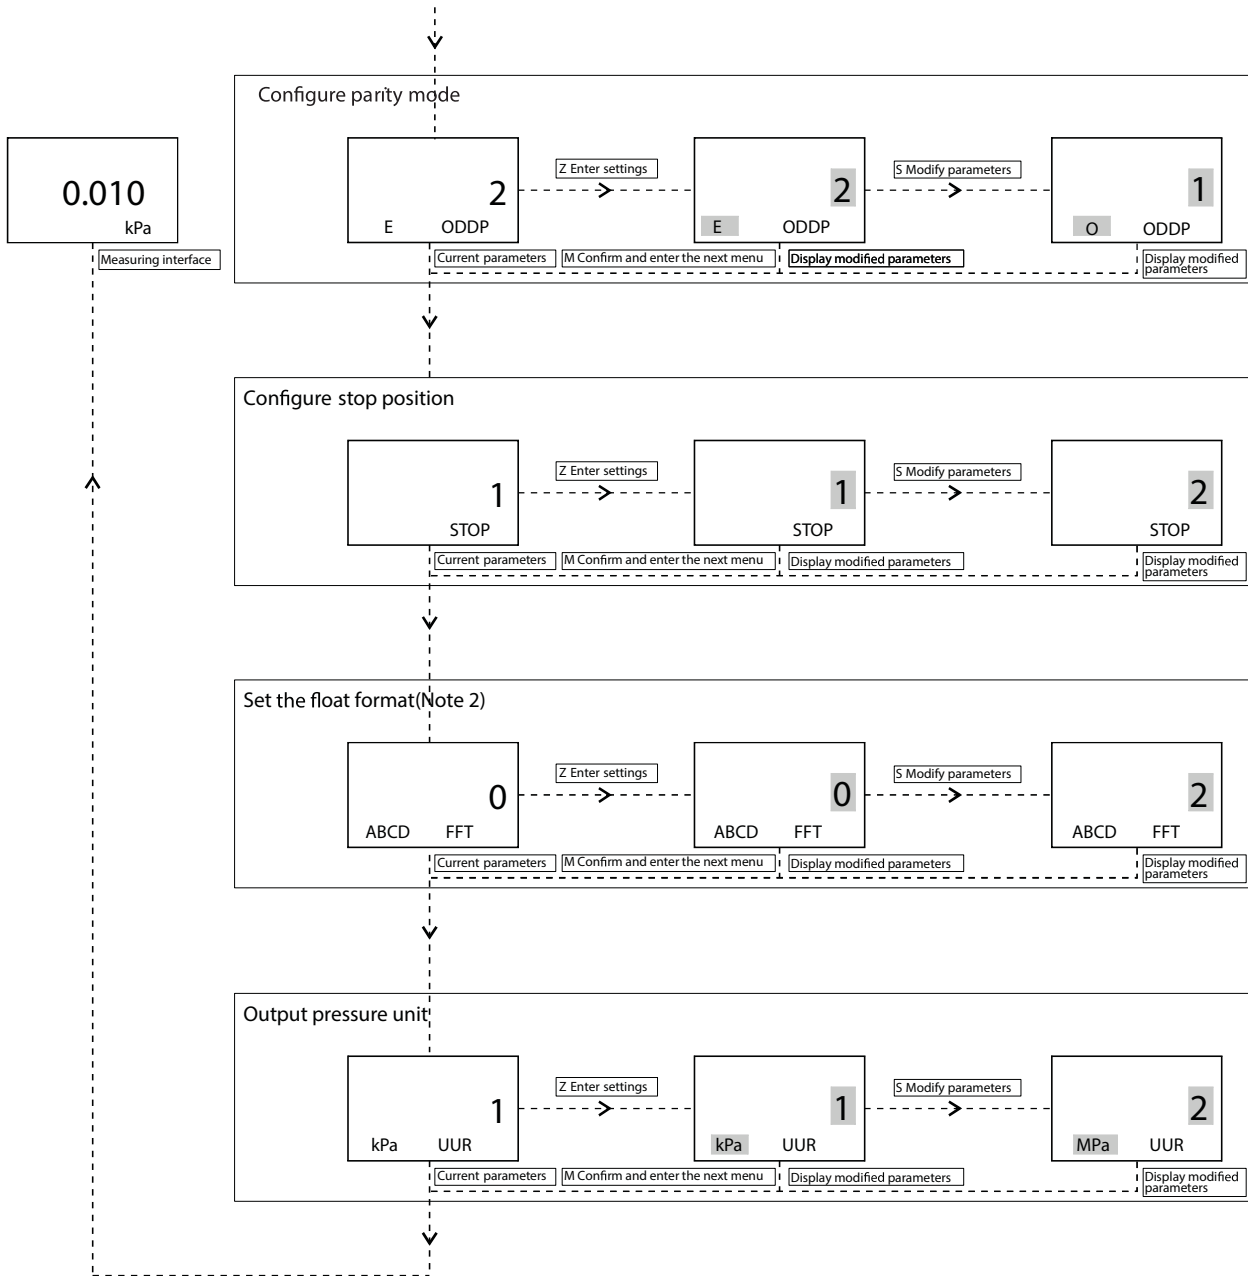 Configure parity mode
0.010
kPa
Measuring interface
2
E ODDP
Z Enter settings
2
E ODDP
S Modify parameters
1
O ODDP
Current parameters
M Confirm and enter the next menu
Display modified parameters
Display modified
parameters
Configure stop position
1
STOP
Z Enter settings
1
STOP
S Modify parameters
2
STOP
Current parameters
M Confirm and enter the next menu
Display modified parameters
Display modified
parameters
Set the float format(Note 2)
0
ABCD FFT
Z Enter settings
0
ABCD FFT
S Modify parameters
2
ABCD FFT
Current parameters
M Confirm and enter the next menu
Display modified parameters
Display modified
parameters
Output pressure unit
1
kPa UUR
Z Enter settings
1
kPa UUR
S Modify parameters
2
MPa UUR
Current parameters
M Confirm and enter the next menu
Display modified parameters
Display modified
parameters